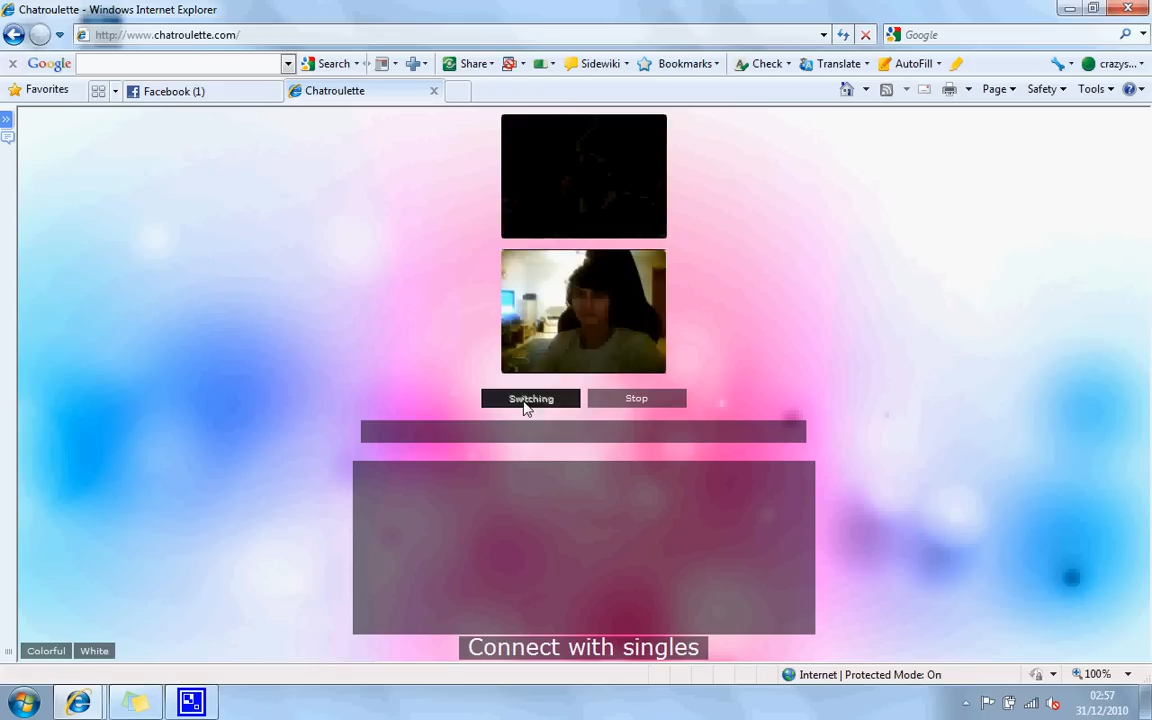 Chatroulette - Windows Internet Explorer
http://www.chatroulette.com/
Google
Google
Search
Share
Sidewiki
Bookmarks
Check
Translate
AutoFill
crazys...
Favorites
Facebook (1)
Chatroulette
Page
Safety
Tools
Switching
Stop
Connect with singles
Colorful
White
Internet | Protected Mode: On
100%
02:57
31/12/2010